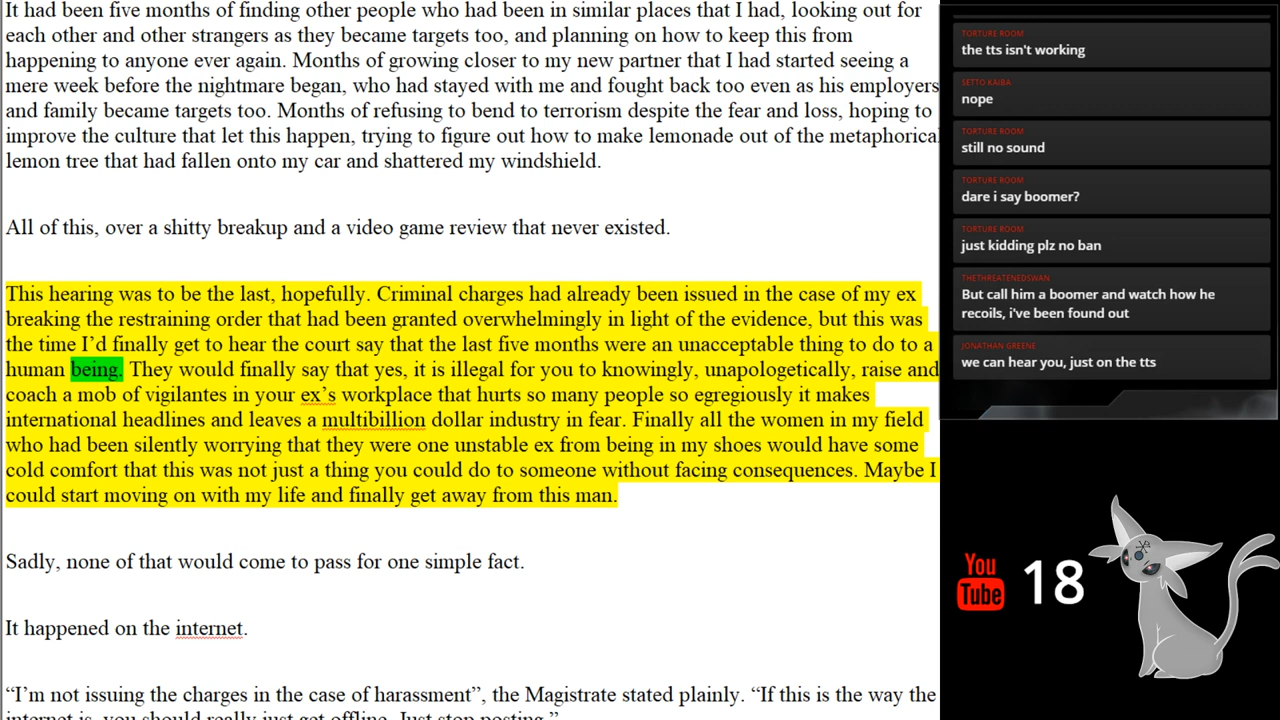 It had been five months of finding other people who had been in similar places that I had, looking out for
each other and other strangers as they became targets too, and planning on how to keep this from
happening to anyone ever again. Months of growing closer to my new partner that I had started seeing a
mere week before the nightmare began, who had stayed with me and fought back too even as his employers
and family became targets too. Months of refusing to bend to terrorism despite the fear and loss, hoping to
improve the culture that let this happen, trying to figure out how to make lemonade out of the metaphorical
lemon tree that had fallen onto my car and shattered my windshield.
All of this, over a shitty breakup and a video game review that never existed.
This hearing was to be the last, hopefully. Criminal charges had already been issued in the case of my ex
breaking the restraining order that had been granted overwhelmingly in light of the evidence, but this was
the time I’d finally get to hear the court say that the last five months were an unacceptable thing to do to a
human being. They would finally say that yes, it is illegal for you to knowingly, unapologetically, raise and
coach a mob of vigilantes in your ex’s workplace that hurts so many people so egregiously it makes
international headlines and leaves a multibillion dollar industry in fear. Finally all the women in my field
who had been silently worrying that they were one unstable ex from being in my shoes would have some
cold comfort that this was not just a thing you could do to someone without facing consequences. Maybe I
could start moving on with my life and finally get away from this man.
Sadly, none of that would come to pass for one simple fact.
It happened on the internet.
“I’m not issuing the charges in the case of harassment”, the Magistrate stated plainly. “If this is the way the
internet is, you should really just get offline. Just stop posting.”
TORTURE ROOM
the tts isn't working
SETTO KAIBA
nope
TORTURE ROOM
still no sound
TORTURE ROOM
dare i say boomer?
TORTURE ROOM
just kidding plz no ban
THETHREATENEDSWAN
But call him a boomer and watch how he
recoils, i've been found out
JONATHAN GREENE
we can hear you, just on the tts
You
Tube
18